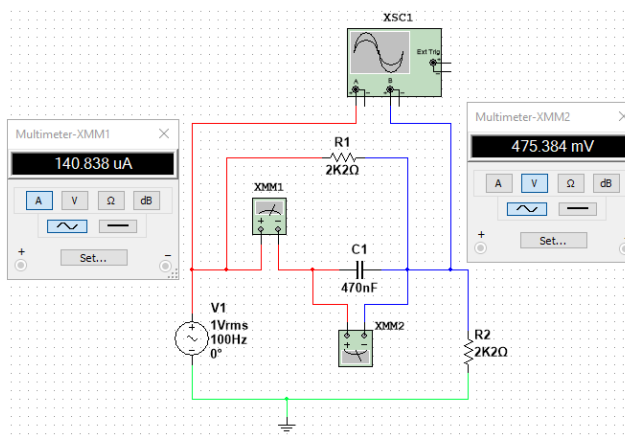 XSC1
Ext Trig
+
-
A
B
+
-
+
-
Multimeter-XMM1
140.838 uA
A V Ω dB
+
Set...
-
Multimeter-XMM2
475.384 mV
A V Ω dB
+
Set...
R1
2K2Ω
XMM1
+ -
C1
470nF
XMM2
+ -
V1
1Vrms
100Hz
0°
R2
2K2Ω